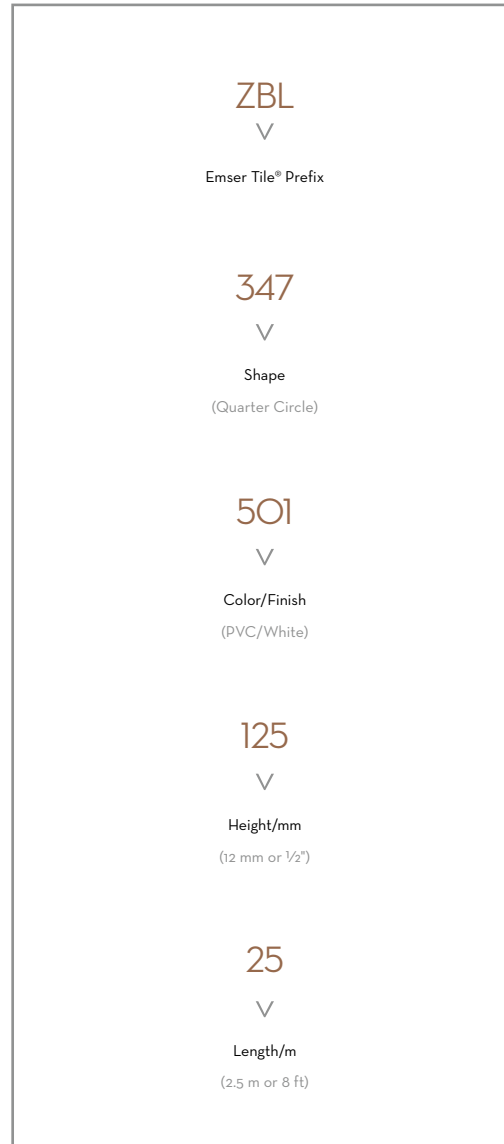 ZBL
Emser Tile® Prefix
347
Shape
(Quarter Circle)
501
Color/Finish
(PVC/White)
125
Height/mm
(12 mm or ½")
25
Length/m
(2.5 m or 8 ft)